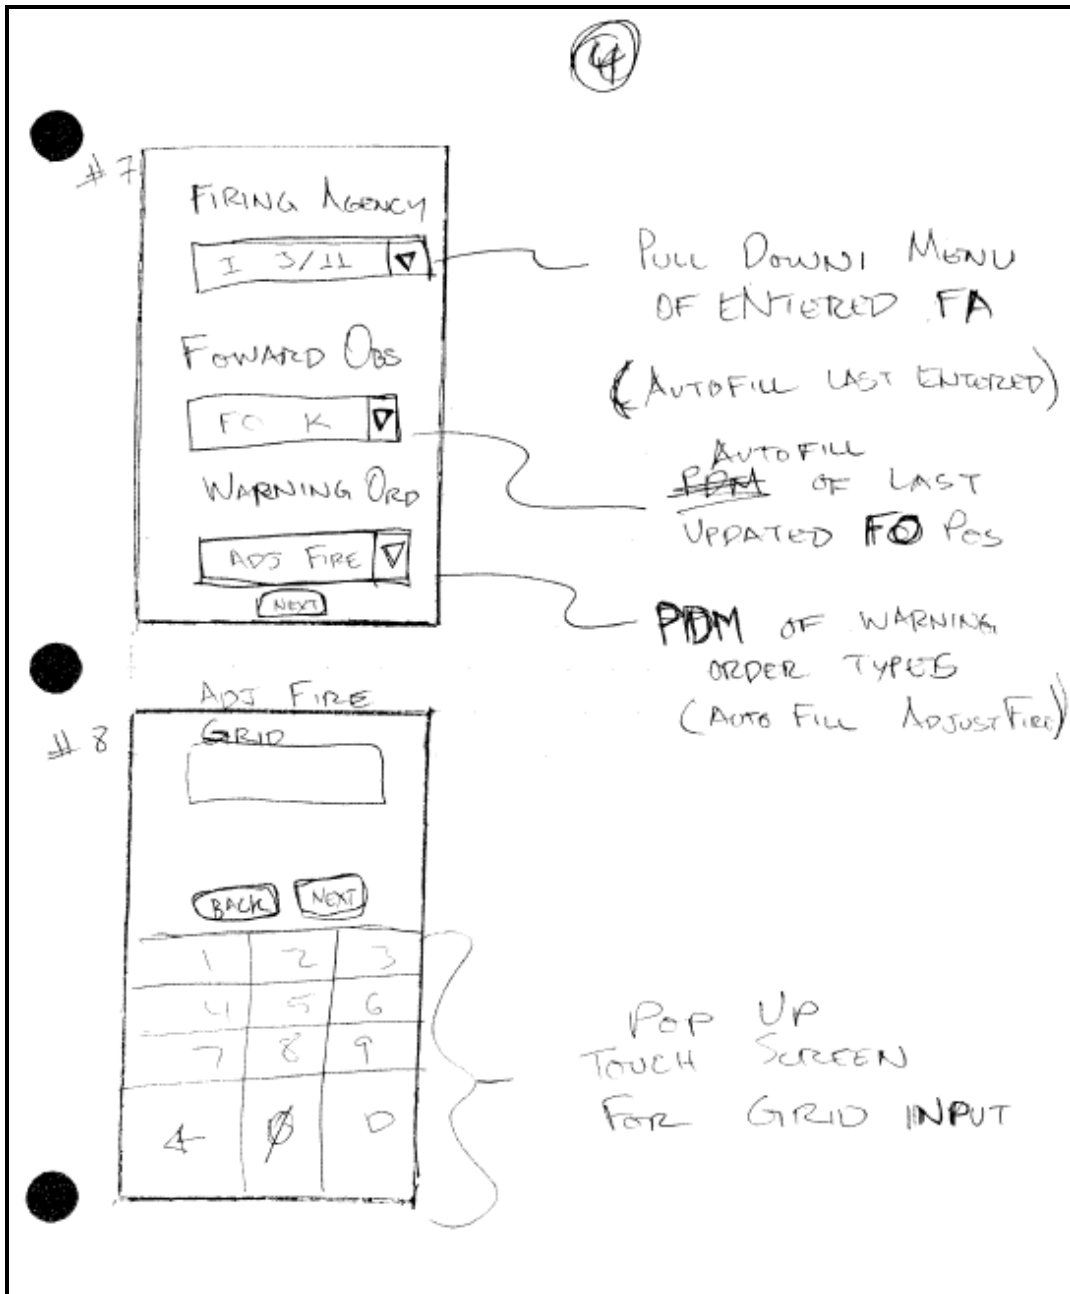 4
#7
FIRING AGENCY
I 3/11
PULL DOWN MENU
OF ENTERED FA
(AUTOFILL LAST ENTERED)
FOWARD OBS
FO K
AUTOFILL
PDM OF LAST
UPDATED FO POS
WARNING ORD
ADJ FIRE
NEXT
PDM OF WARNING
ORDER TYPES
(AUTO FILL ADJUST FIRE)
#8
ADJ FIRE
GRID
BACK NEXT
1 2 3
4 5 6
7 8 9
0
POP UP
TOUCH SCREEN
FOR GRID INPUT